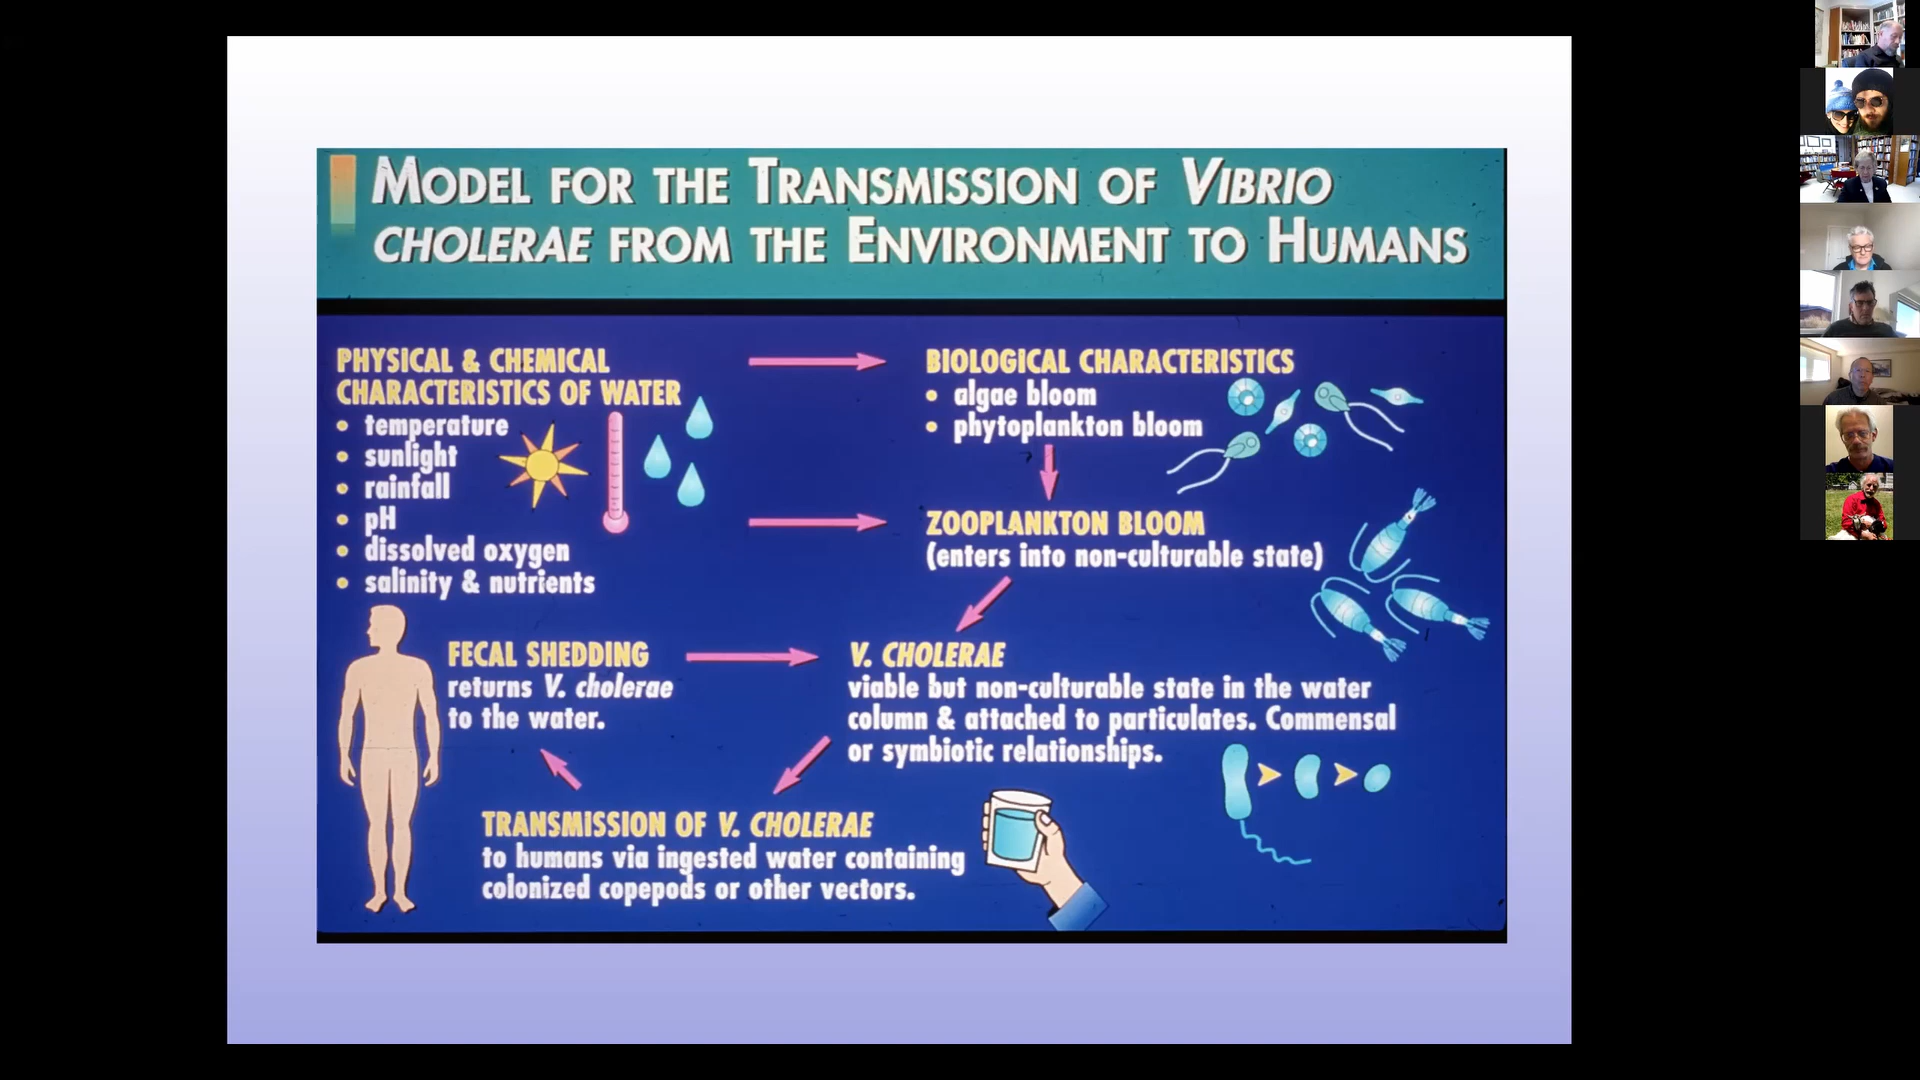 MODEL FOR THE TRANSMISSION OF VIBRIO
CHOLERAE FROM THE ENVIRONMENT TO HUMANS
PHYSICAL & CHEMICAL
CHARACTERISTICS OF WATER
• temperature
• sunlight
• rainfall
• pH
• dissolved oxygen
• salinity & nutrients
BIOLOGICAL CHARACTERISTICS
• algae bloom
• phytoplankton bloom
ZOOPLANKTON BLOOM
(enters into non-culturable state)
FECAL SHEDDING
returns V. cholerae
to the water.
V. CHOLERAE
viable but non-culturable state in the water
column & attached to particulates. Commensal
or symbiotic relationships.
TRANSMISSION OF V. CHOLERAE
to humans via ingested water containing
colonized copepods or other vectors.